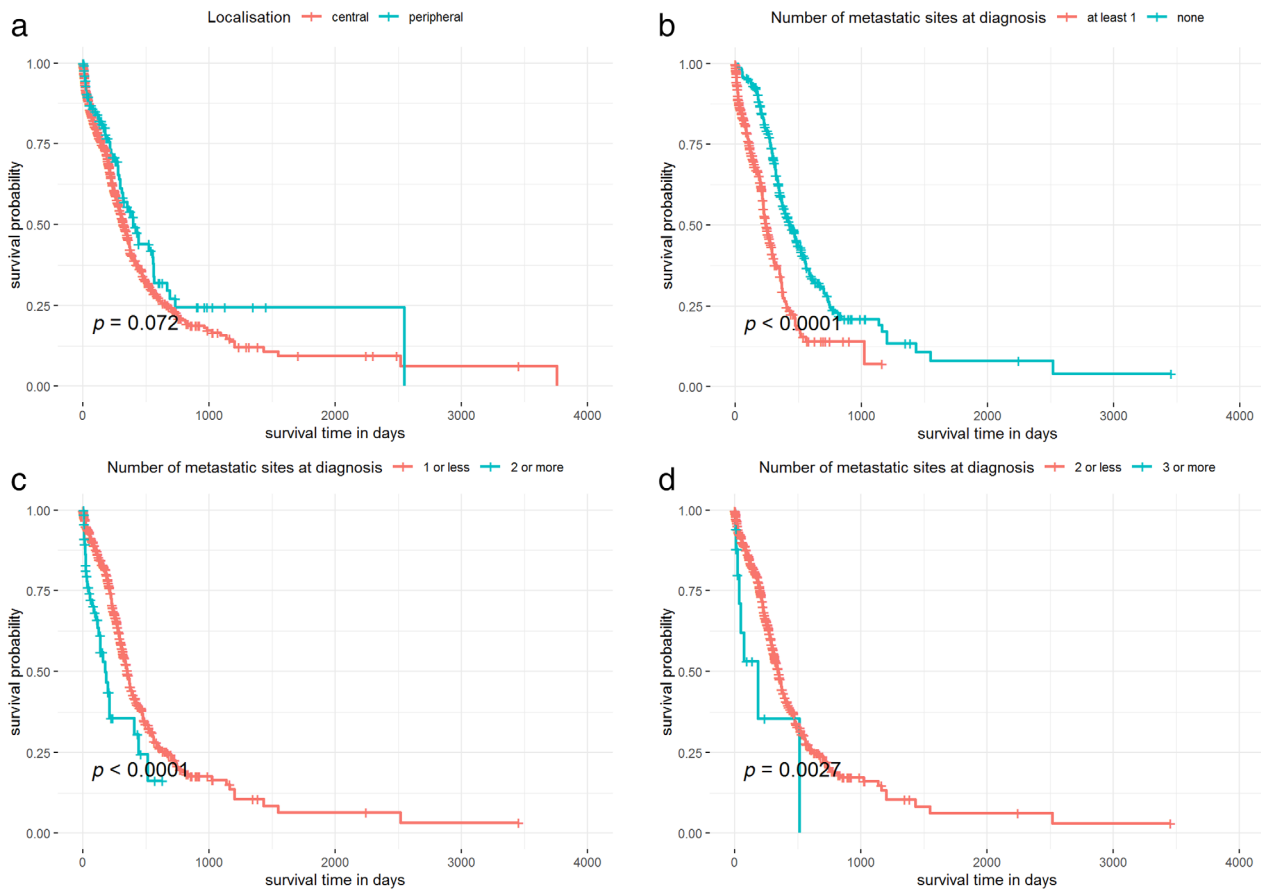 a
Localisation central peripheral
1.00
0.75
0.50
0.25
0.00
survival probability
p = 0.072
0 1000 2000 3000 4000
survival time in days
b
Number of metastatic sites at diagnosis at least 1 none
1.00
0.75
0.50
0.25
0.00
survival probability
p < 0.0001
0 1000 2000 3000 4000
survival time in days
c
Number of metastatic sites at diagnosis 1 or less 2 or more
1.00
0.75
0.50
0.25
0.00
survival probability
p < 0.0001
0 1000 2000 3000 4000
survival time in days
d
Number of metastatic sites at diagnosis 2 or less 3 or more
1.00
0.75
0.50
0.25
0.00
survival probability
p = 0.0027
0 1000 2000 3000 4000
survival time in days